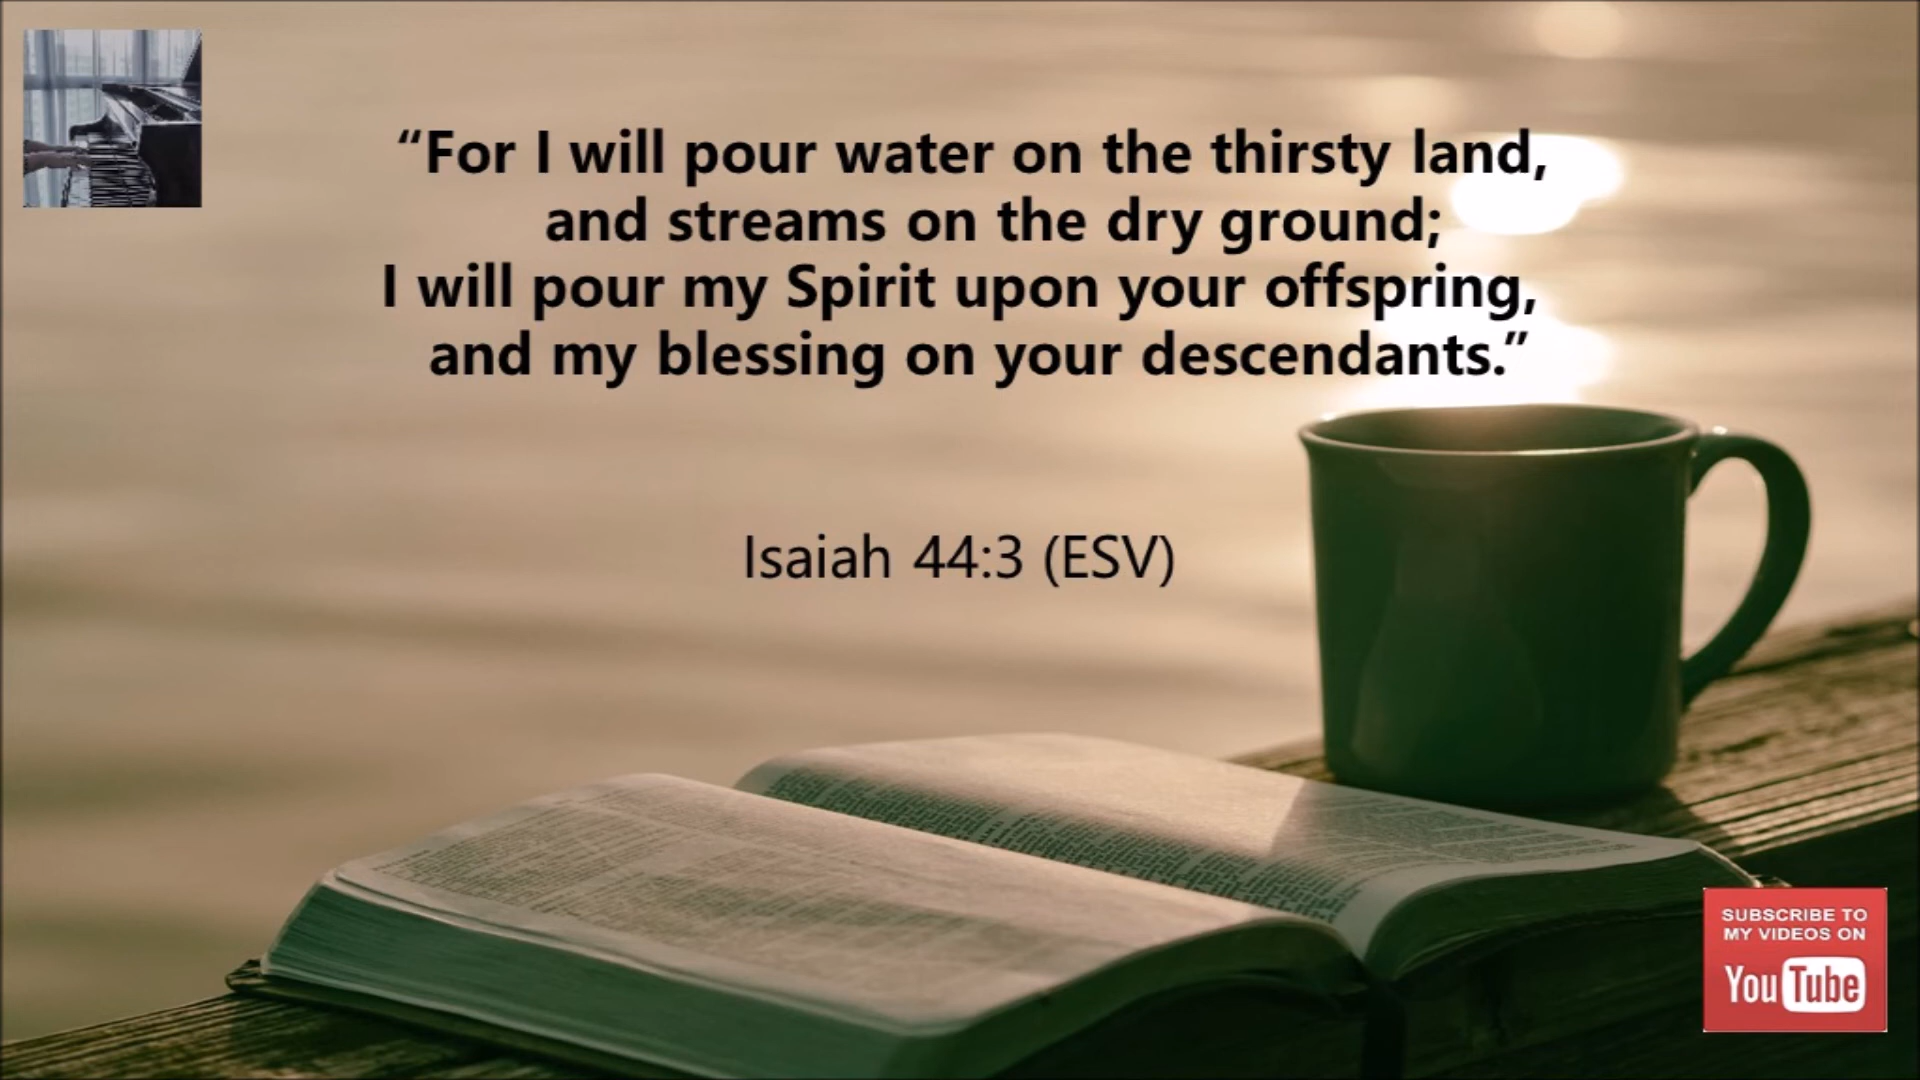 “For I will pour water on the thirsty land,
and streams on the dry ground;
I will pour my Spirit upon your offspring,
and my blessing on your descendants.”
Isaiah 44:3 (ESV)
SUBSCRIBE TO
MY VIDEOS ON
YouTube